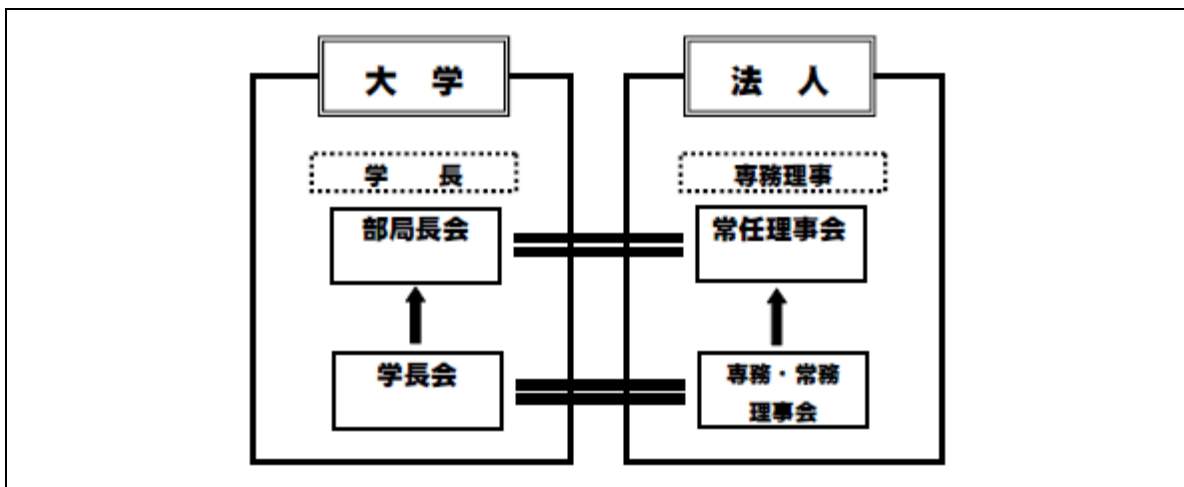 大 学
法 人
学 長
専務理事
部局長会
常任理事会
学長会
専務・常務
理事会